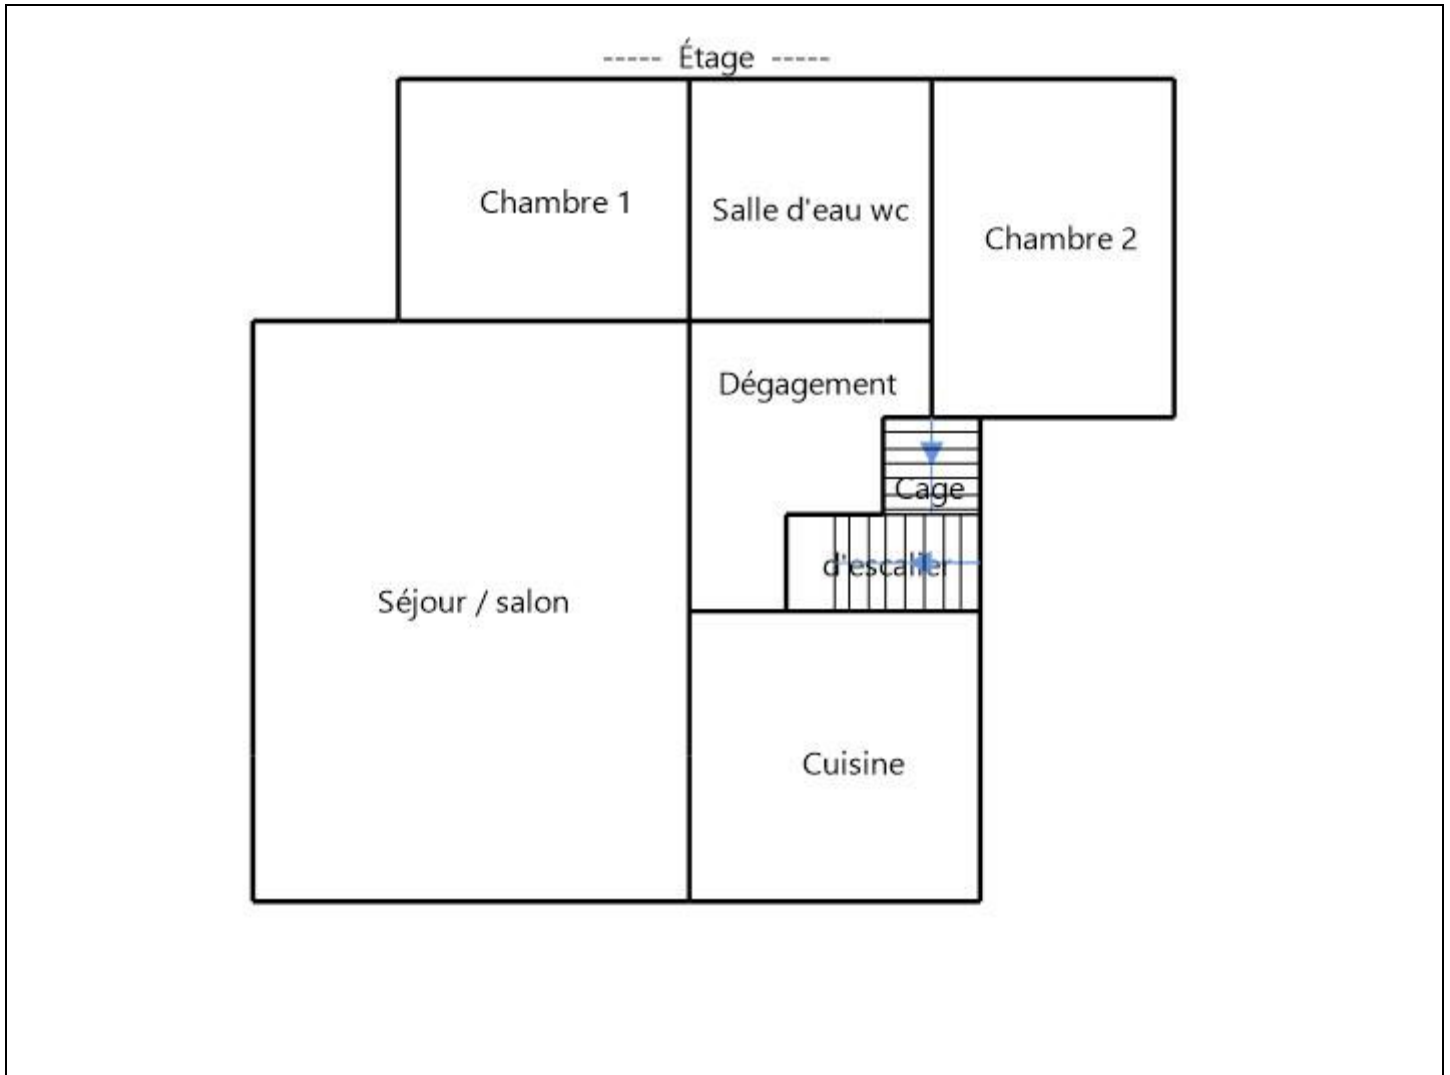 ----- Étage -----
Chambre 1
Salle d'eau wc
Chambre 2
Dégagement
Cage
d'escalier
Séjour / salon
Cuisine